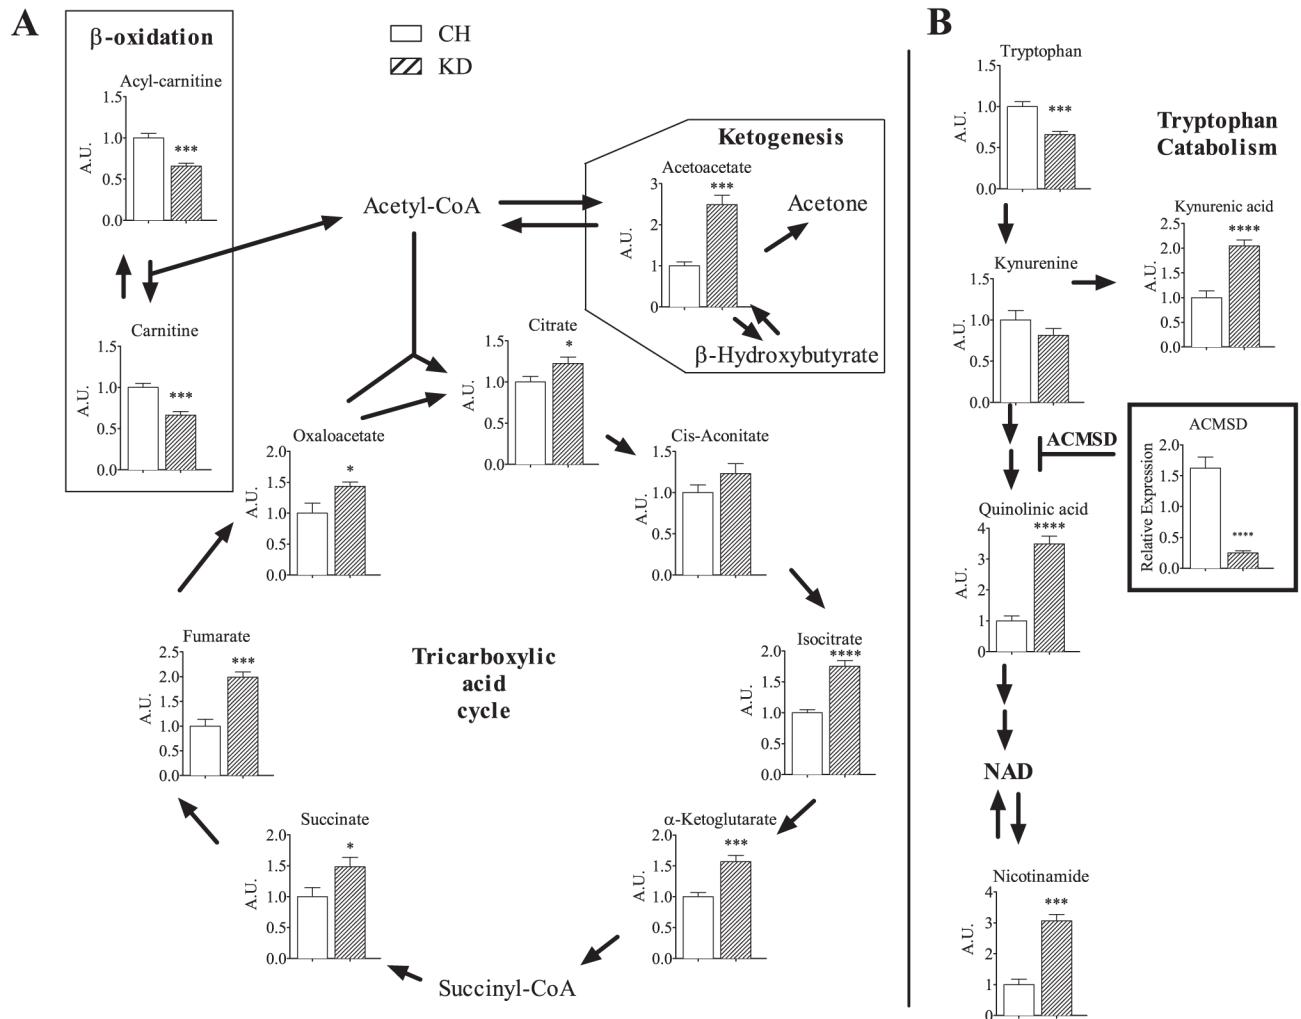 A
β-oxidation
Acyl-carnitine
1.5
1.0
0.5
0.0
A.U.
***
Carnitine
1.5
1.0
0.5
0.0
A.U.
***
CH
KD
Acetyl-CoA
Ketogenesis
Acetoacetate
3
2
1
0
A.U.
***
Acetone
β-Hydroxybutyrate
Citrate
1.5
1.0
0.5
0.0
A.U.
*
Oxaloacetate
2.0
1.5
1.0
0.5
0.0
A.U.
*
Cis-Aconitate
1.5
1.0
0.5
0.0
A.U.
Fumarate
2.5
2.0
1.5
1.0
0.5
0.0
A.U.
***
Tricarboxylic
acid
cycle
Isocitrate
2.0
1.5
1.0
0.5
0.0
A.U.
****
Succinate
2.0
1.5
1.0
0.5
0.0
A.U.
*
α-Ketoglutarate
2.0
1.5
1.0
0.5
0.0
A.U.
***
Succinyl-CoA
B
Tryptophan
1.5
1.0
0.5
0.0
A.U.
***
Tryptophan
Catabolism
Kynurenic acid
2.5
2.0
1.5
1.0
0.5
0.0
A.U.
****
Kynurenine
1.5
1.0
0.5
0.0
A.U.
ACMSD
ACMSD
2.0
1.5
1.0
0.5
0.0
Relative Expression
****
Quinolinic acid
4
3
2
1
0
A.U.
****
NAD
Nicotinamide
4
3
2
1
0
A.U.
***